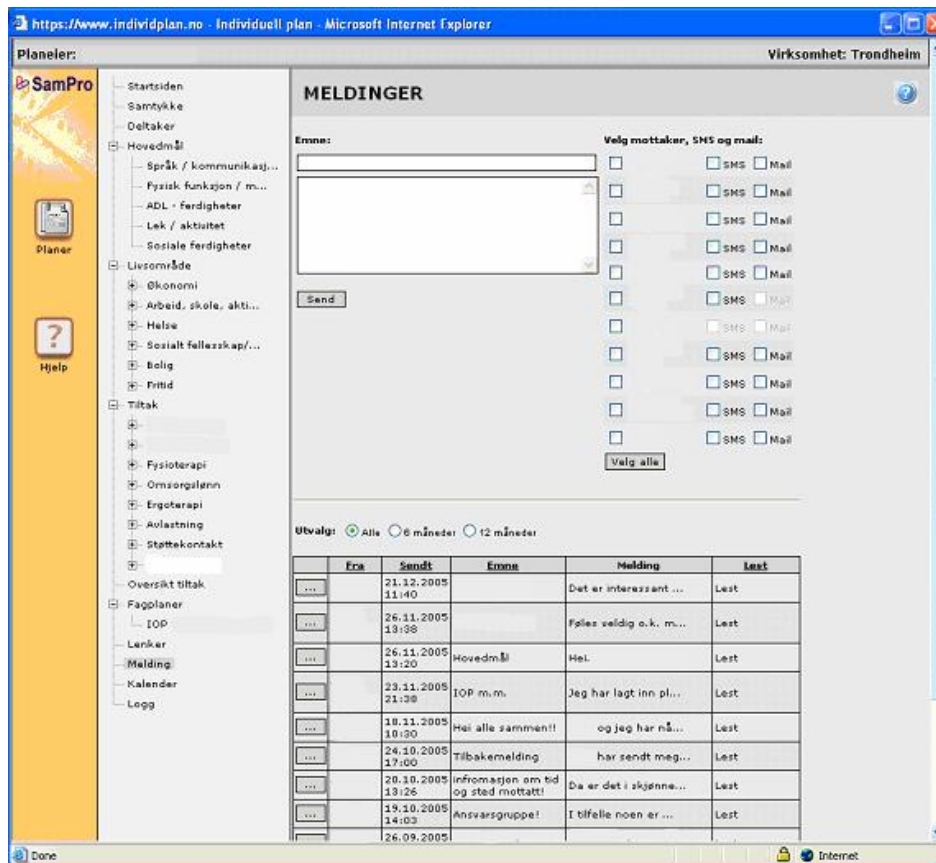 https://www.individplan.no - Individuell plan - Microsoft Internet Explorer
Planeier:
Virksomhet: Trondheim
SamPro
Planer
Hjelp
Startsiden
Samtykke
Deltaker
Hovedmål
Språk / kommunikasj...
Fysisk funksjon / m...
ADL - ferdigheter
Lek / aktivitet
Sosiale ferdigheter
Livsområde
Økonomi
Arbeid, skole, akti...
Helse
Sosialt fellesskap/...
Bolig
Fritid
Tiltak
Fysioterapi
Omsorgslønn
Ergoterapi
Avlastning
Støttekontakt
Oversikt tiltak
Fagplaner
IOP
Lenker
Melding
Kalender
Logg
MELDINGER
Emne:
Send
Velg mottaker, SMS og mail:
SMS Mail
SMS Mail
SMS Mail
SMS Mail
SMS Mail
SMS Mail
SMS Mail
SMS Mail
SMS Mail
SMS Mail
SMS Mail
Velg alle
Utvalg: Alle 6 måneder 12 måneder
Fra Sendt Emne Melding Lest
... 21.12.2005 11:40 Det er interessant ... Lest
... 26.11.2005 13:38 Føles veldig o.k. m... Lest
... 26.11.2005 13:20 Hovedmål Hei. Lest
... 23.11.2005 21:38 IOP m.m. Jeg har lagt inn pl... Lest
... 18.11.2005 10:30 Hei alle sammen!! og jeg har nå... Lest
... 24.10.2005 17:00 Tilbakemelding har sendt meg... Lest
... 20.10.2005 13:26 infromasjon om tid og sted mottatt! Da er det i skjønne... Lest
... 19.10.2005 14:03 Ansvarsgruppe! I tilfelle noen er ... Lest
26.09.2005
Done
Internet